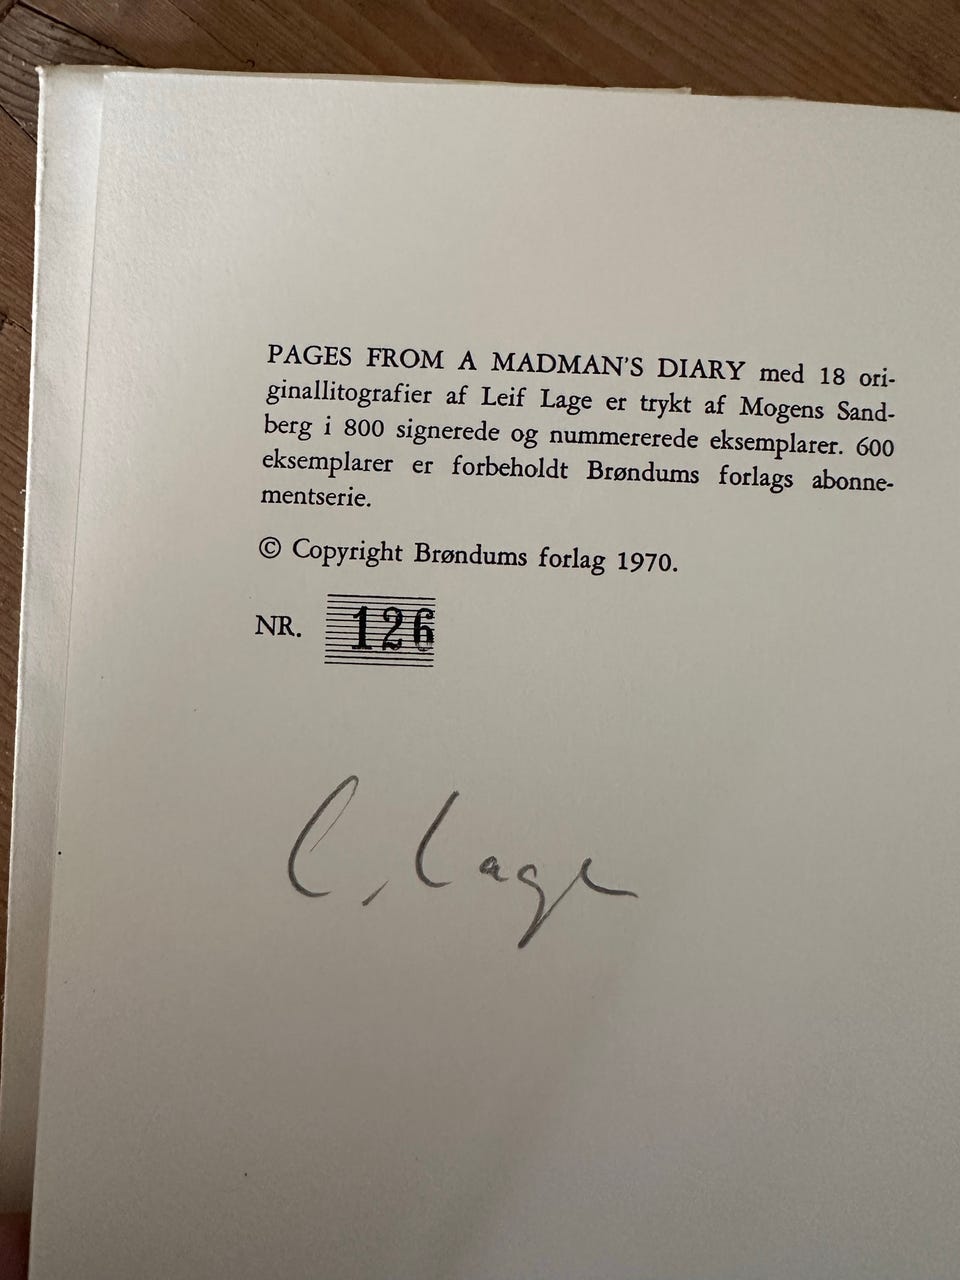 PAGES FROM A MADMAN'S DIARY med 18 ori-
ginallitografier af Leif Lage er trykt af Mogens Sand-
berg i 800 signerede og nummererede eksemplarer. 600
eksemplarer er forbeholdt Brøndums forlags abonne-
mentserie.
© Copyright Brøndums forlag 1970.
NR. 126
L. Lage